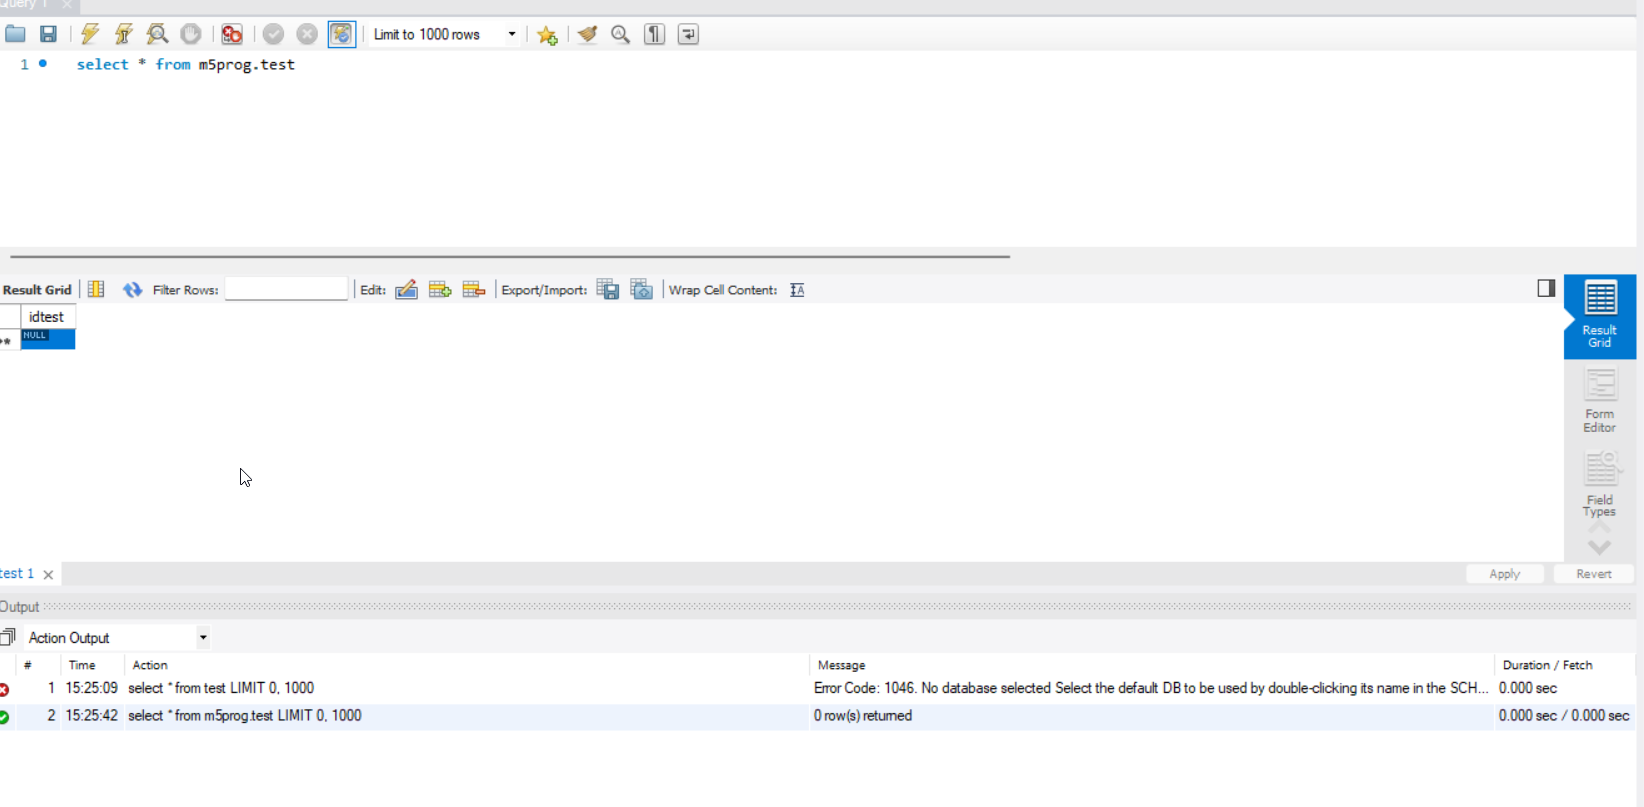 Query 1
Limit to 1000 rows
1 select * from m5prog.test
Result Grid Filter Rows: Edit: Export/Import: Wrap Cell Content:
idtest
NULL
Result
Grid
Form
Editor
Field
Types
test 1
Apply Revert
Output
Action Output
# Time Action Message Duration / Fetch
1 15:25:09 select * from test LIMIT 0, 1000 Error Code: 1046. No database selected Select the default DB to be used by double-clicking its name in the SCH... 0.000 sec
2 15:25:42 select * from m5prog.test LIMIT 0, 1000 0 row(s) returned 0.000 sec / 0.000 sec